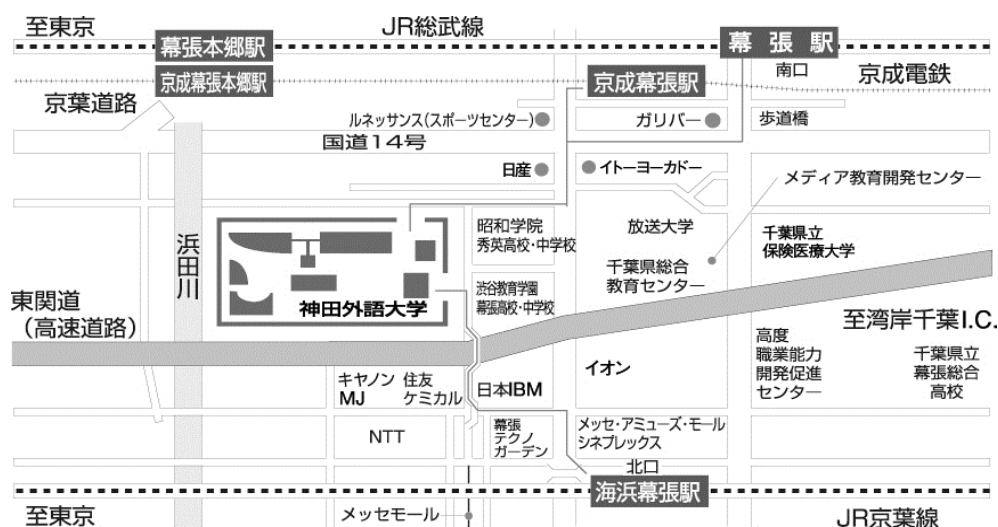 至東京
JR総武線
幕張本郷駅
幕張駅
京成幕張本郷駅
京成幕張駅
南口
京成電鉄
京葉道路
ルネッサンス(スポーツセンター)
ガリバー
歩道橋
国道14号
日産
イトーヨーカドー
メディア教育開発センター
浜田川
昭和学院
秀英高校・中学校
放送大学
千葉県立
保険医療大学
千葉県総合
教育センター
渋谷教育学園
幕張高校・中学校
神田外語大学
東関道
(高速道路)
至湾岸千葉I.C.
高度
職業能力
開発促進
センター
千葉県立
幕張総合
高校
イオン
キヤノン
MJ
住友
ケミカル
日本IBM
NTT
幕張
テクノ
ガーデン
メッセ・アミューズ・モール
シネプレックス
北口
海浜幕張駅
至東京
メッセモール
JR京葉線